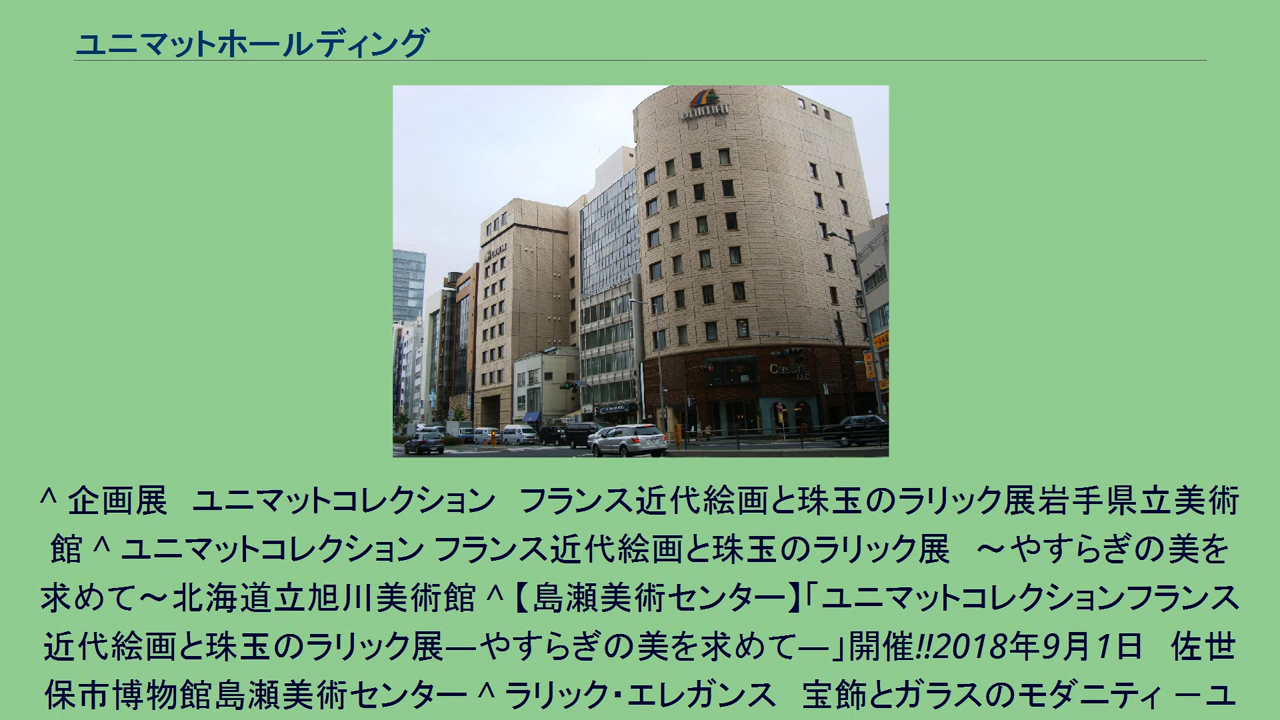 ユニマットホールディング
^ 企画展　ユニマットコレクション　フランス近代絵画と珠玉のラリック展岩手県立美術
館 ^ ユニマットコレクション フランス近代絵画と珠玉のラリック展　～やすらぎの美を
求めて～北海道立旭川美術館 ^ 【島瀬美術センター】「ユニマットコレクションフランス
近代絵画と珠玉のラリック展―やすらぎの美を求めて―」開催!!2018年9月1日　佐世
保市博物館島瀬美術センター ^ ラリック・エレガンス　宝飾とガラスのモダニティ －ユ